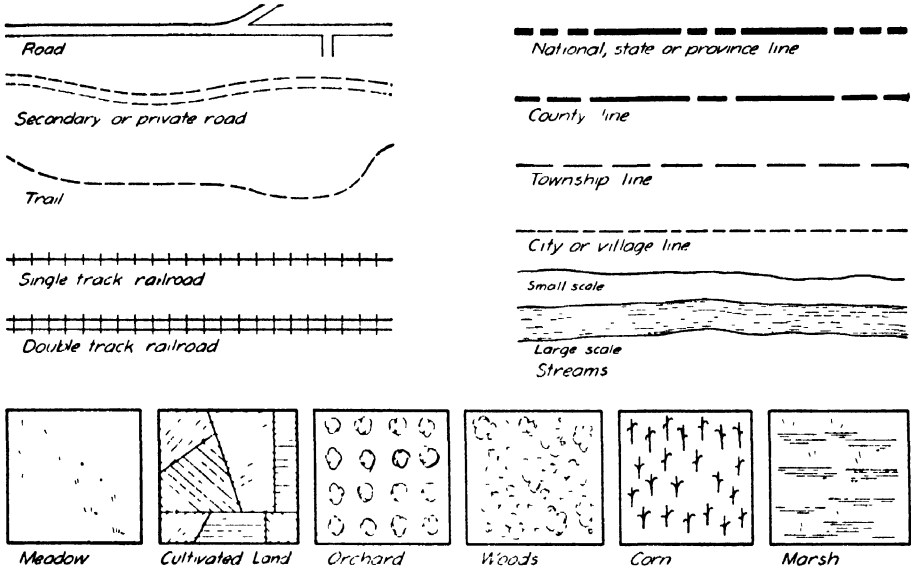 Road
Secondary or private road
Trail
Single track railroad
Double track railroad
National, state or province line
County line
Township line
City or village line
Small scale
Large scale
Streams
Meadow
Cultivated Land
Orchard
Woods
Corn
Marsh